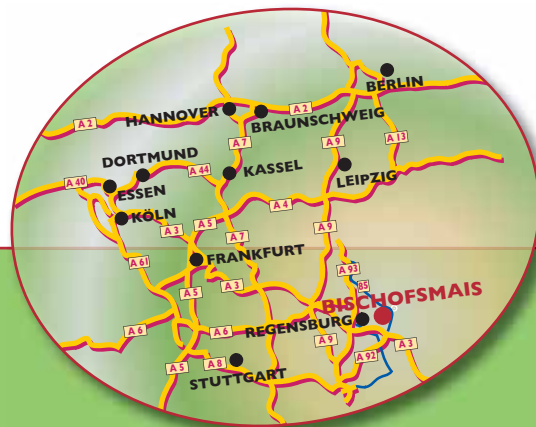 BERLIN
HANNOVER
A 2
BRAUNSCHWEIG
A 2
A 7
A 9
A 13
DORTMUND
A 44
KASSEL
LEIPZIG
A 40
ESSEN
KÖLN
A 3
A 5
A 4
A 7
A 9
A 61
FRANKFURT
A 93
A 5
A 3
85
BISCHOFSMAIS
A 6
A 6
REGENSBURG
A 9
A 3
A 92
A 5
A 8
STUTTGART